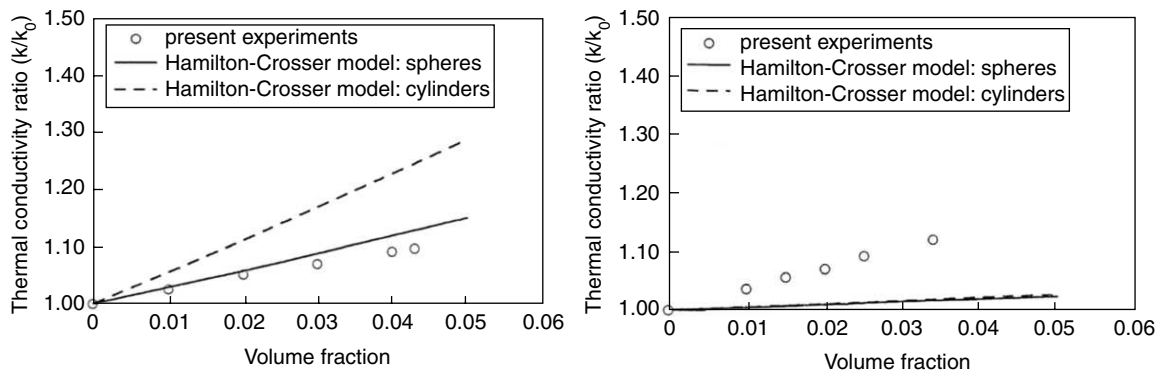 Thermal conductivity ratio (k/k0)
1.50
1.40
1.30
1.20
1.10
1.00
present experiments
Hamilton-Crosser model: spheres
Hamilton-Crosser model: cylinders
0 0.01 0.02 0.03 0.04 0.05 0.06
Volume fraction
Thermal conductivity ratio (k/k0)
1.50
1.40
1.30
1.20
1.10
1.00
present experiments
Hamilton-Crosser model: spheres
Hamilton-Crosser model: cylinders
0 0.01 0.02 0.03 0.04 0.05 0.06
Volume fraction